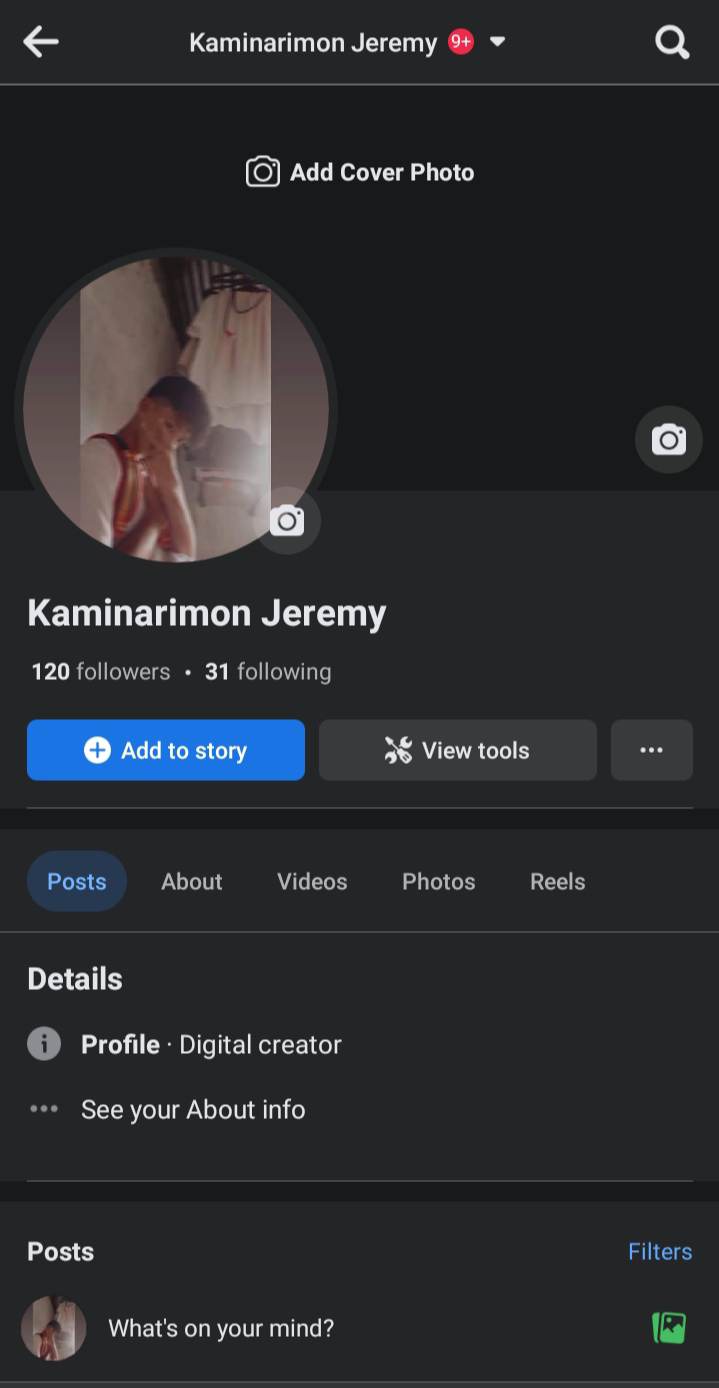 Kaminarimon Jeremy 9+
Add Cover Photo
Kaminarimon Jeremy
120 followers • 31 following
Add to story
View tools
Posts About Videos Photos Reels
Details
Profile · Digital creator
See your About info
Posts
Filters
What's on your mind?